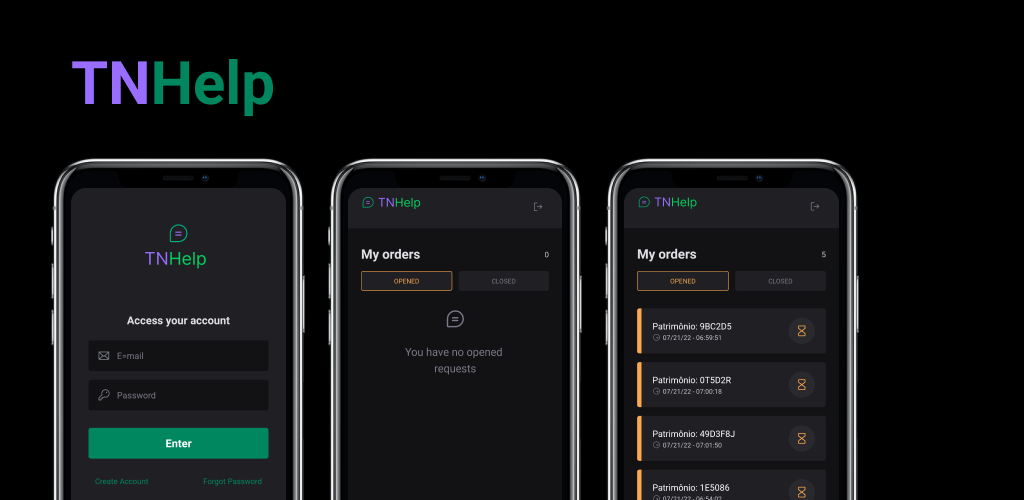 TNHelp
TNHelp
Access your account
E=mail
Password
Enter
Create Account Forgot Password
TNHelp
My orders 0
OPENED CLOSED
You have no opened
requests
TNHelp
My orders 5
OPENED CLOSED
Patrimônio: 9BC2D5
07/21/22 - 06:59:51
Patrimônio: 0T5D2R
07/21/22 - 07:00:18
Patrimônio: 49D3F8J
07/21/22 - 07:01:50
Patrimônio: 1E5086
07/21/22 - 06:54:02